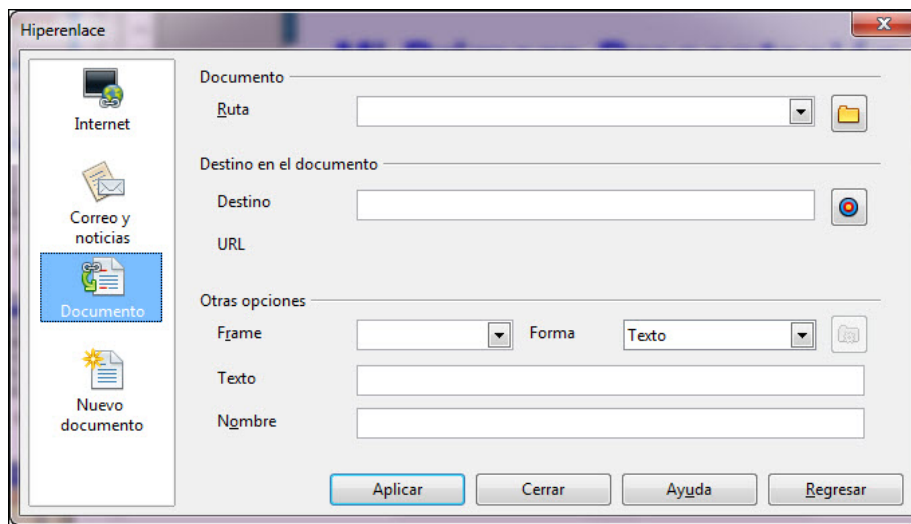 Hiperenlace
Internet
Correo y
noticias
Documento
Nuevo
documento
Documento
Ruta
Destino en el documento
Destino
URL
Otras opciones
Frame
Forma
Texto
Texto
Nombre
Aplicar
Cerrar
Ayuda
Regresar